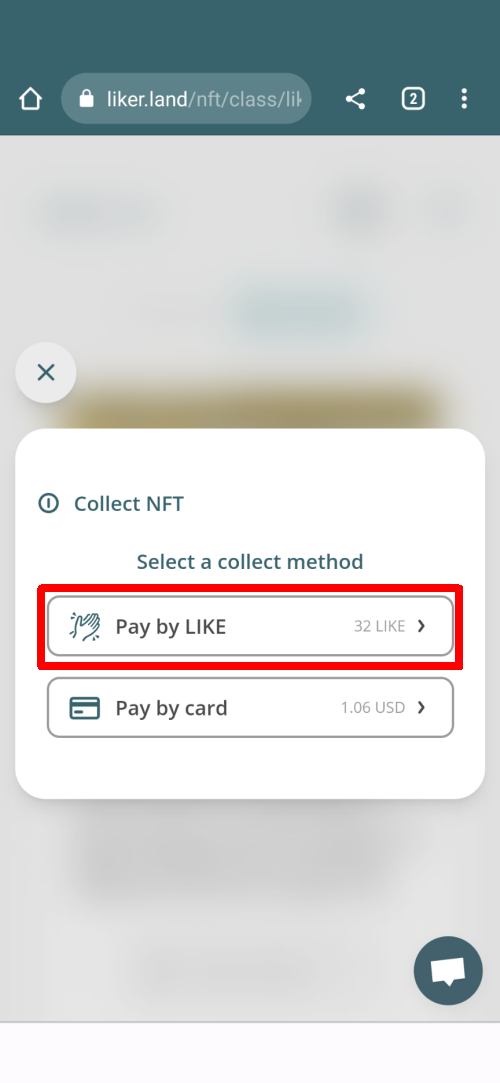 liker.land/nft/class/lik
2
Collect NFT
Select a collect method
Pay by LIKE 32 LIKE
Pay by card 1.06 USD